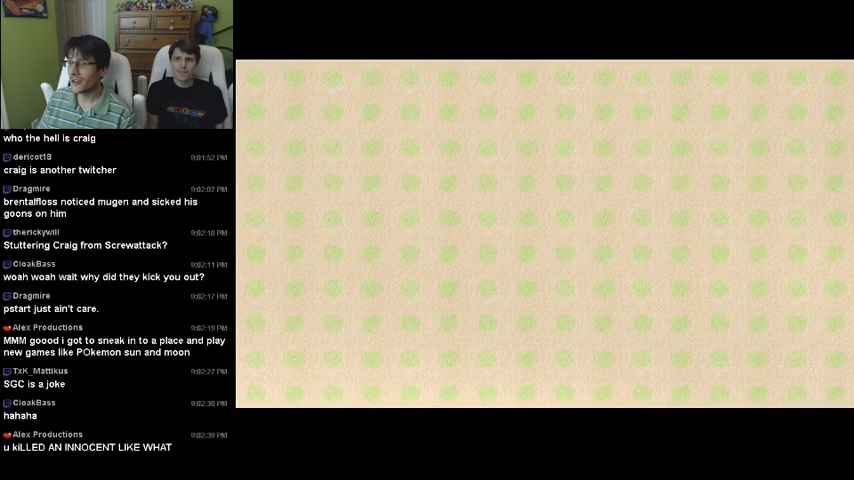 who the hell is craig
dericot18 9:01:52 PM
craig is another twitcher
Dragmire 9:02:07 PM
brentalfloss noticed mugen and sicked his
goons on him
therickywill 9:02:10 PM
Stuttering Craig from Screwattack?
CloakBass 9:02:11 PM
woah woah wait why did they kick you out?
Dragmire 9:02:17 PM
pstart just ain't care.
Alex Productions 9:02:19 PM
MMM goood i got to sneak in to a place and play
new games like POkemon sun and moon
TxK_Mattikus 9:02:27 PM
SGC is a joke
CloakBass 9:02:30 PM
hahaha
Alex Productions 9:02:39 PM
u kiLLED AN INNOCENT LIKE WHAT